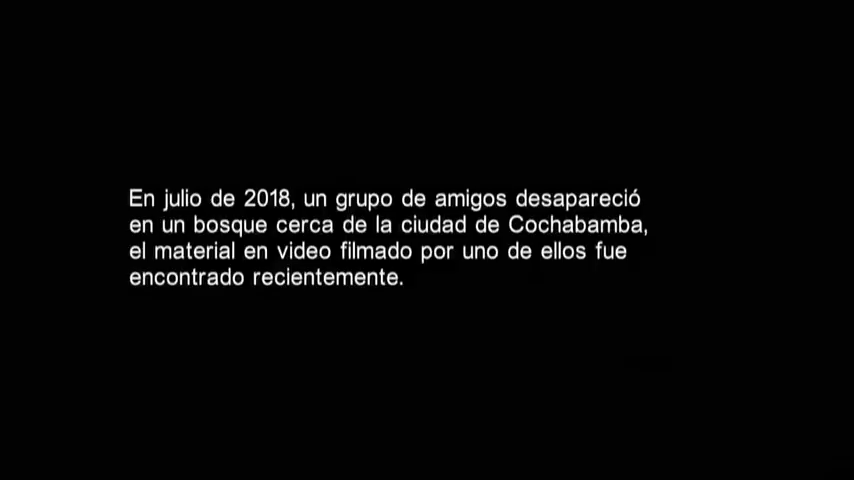 En julio de 2018, un grupo de amigos desapareció
en un bosque cerca de la ciudad de Cochabamba,
el material en video filmado por uno de ellos fue
encontrado recientemente.